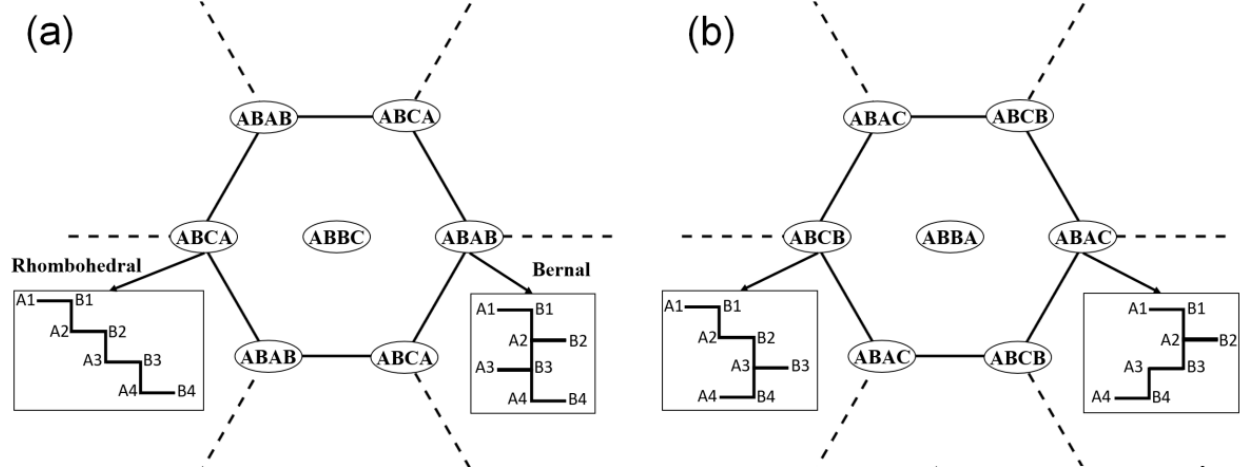 (a) (b)
ABAB ABCA ABAC ABCB
ABCA ABBC ABAB ABCB ABBA ABAC
Rhombohedral Bernal
A1 B1
A2 B2
A3 B3
A4 B4
A1 B1
A2 B2
A3 B3
A4 B4
A1 B1
A2 B2
A3 B3
A4 B4
A1 B1
A2 B2
A3 B3
A4 B4
ABAB ABCA ABAC ABCB